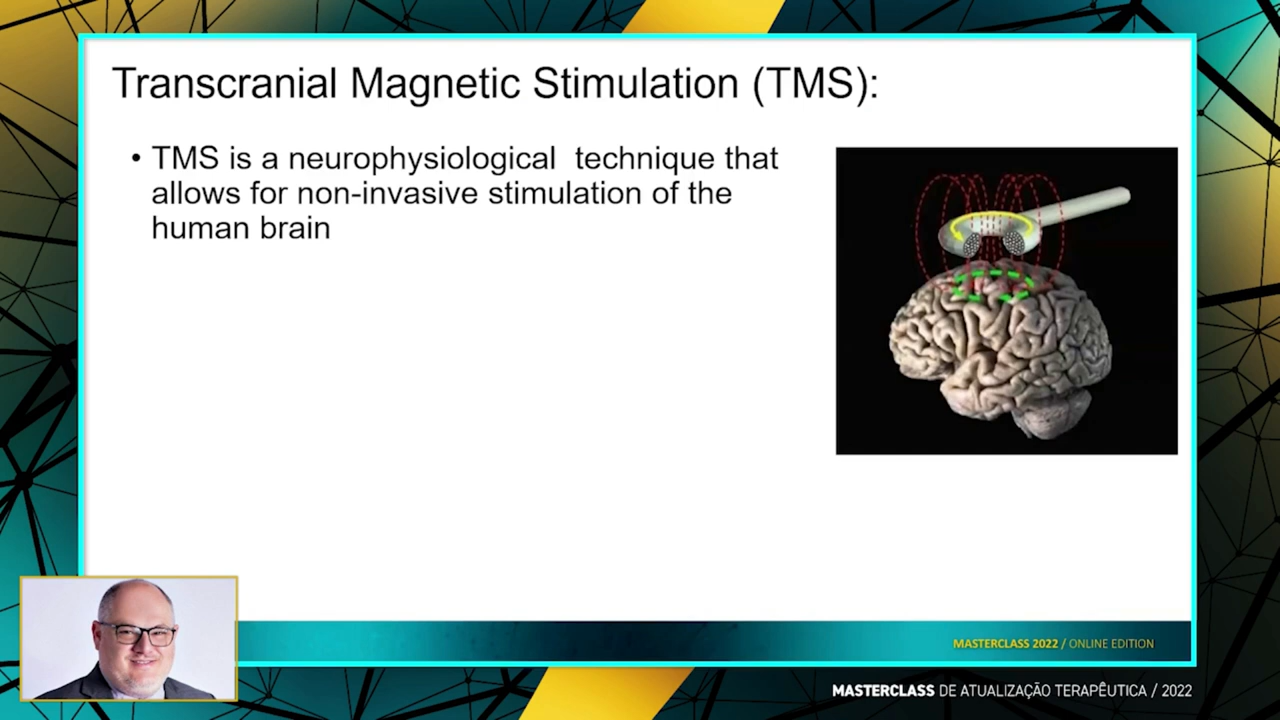 Transcranial Magnetic Stimulation (TMS):
• TMS is a neurophysiological technique that
allows for non-invasive stimulation of the
human brain
MASTERCLASS 2022 / ONLINE EDITION
MASTERCLASS DE ATUALIZAÇÃO TERAPÊUTICA / 2022